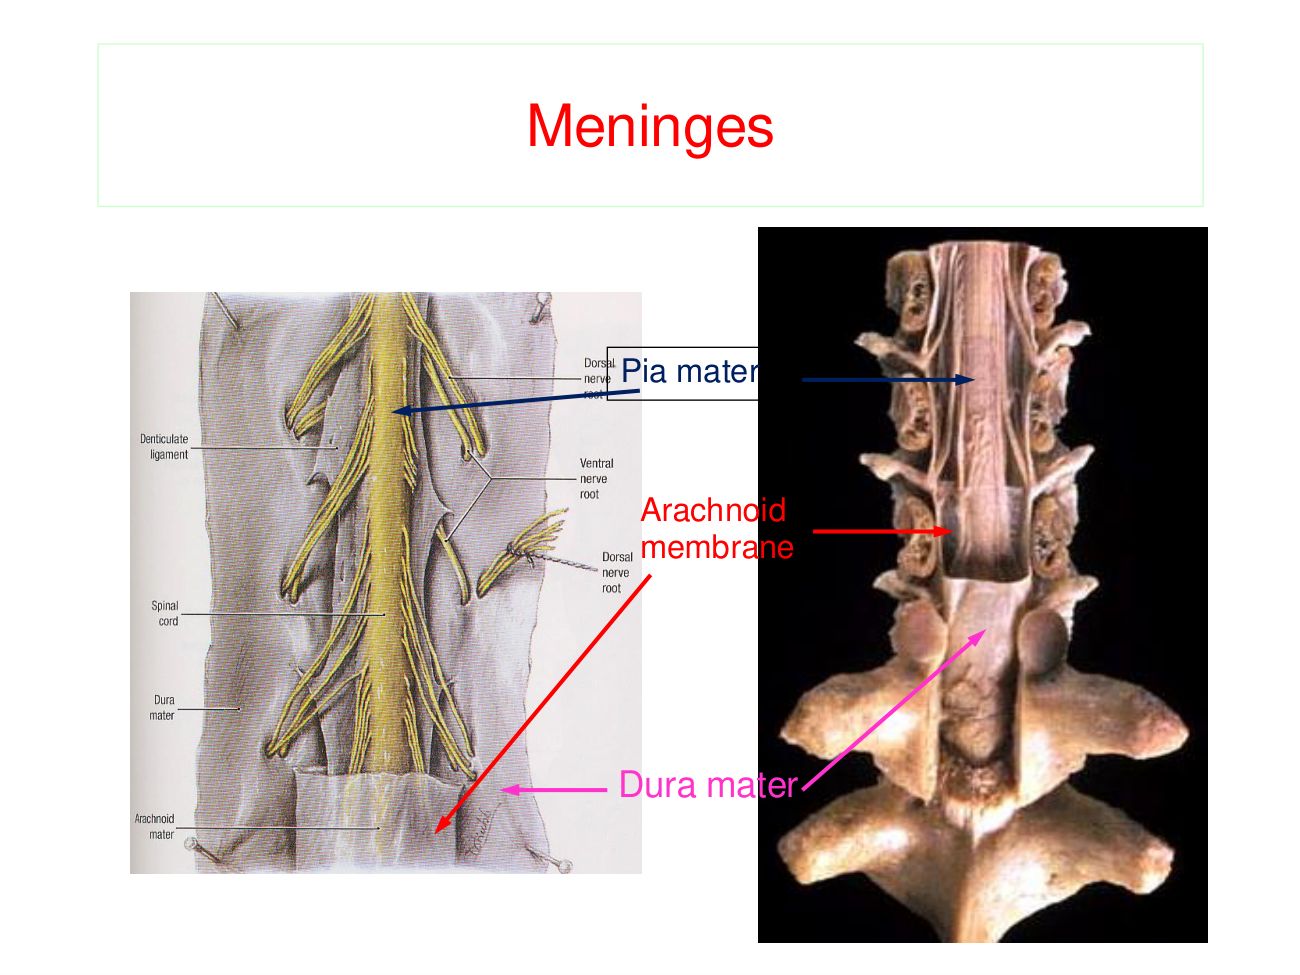 Meninges
Dorsal
nerve
root
Pia mater
Denticulate
ligament
Ventral
nerve
root
Arachnoid
membrane
Dorsal
nerve
root
Spinal
cord
Dura
mater
Dura mater
Arachnoid
mater